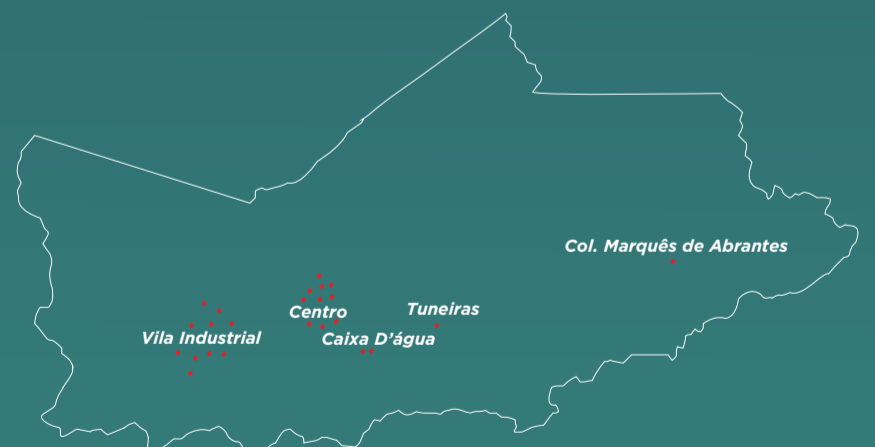 Col. Marquês de Abrantes
Tuneiras
Centro
Vila Industrial
Caixa D'água